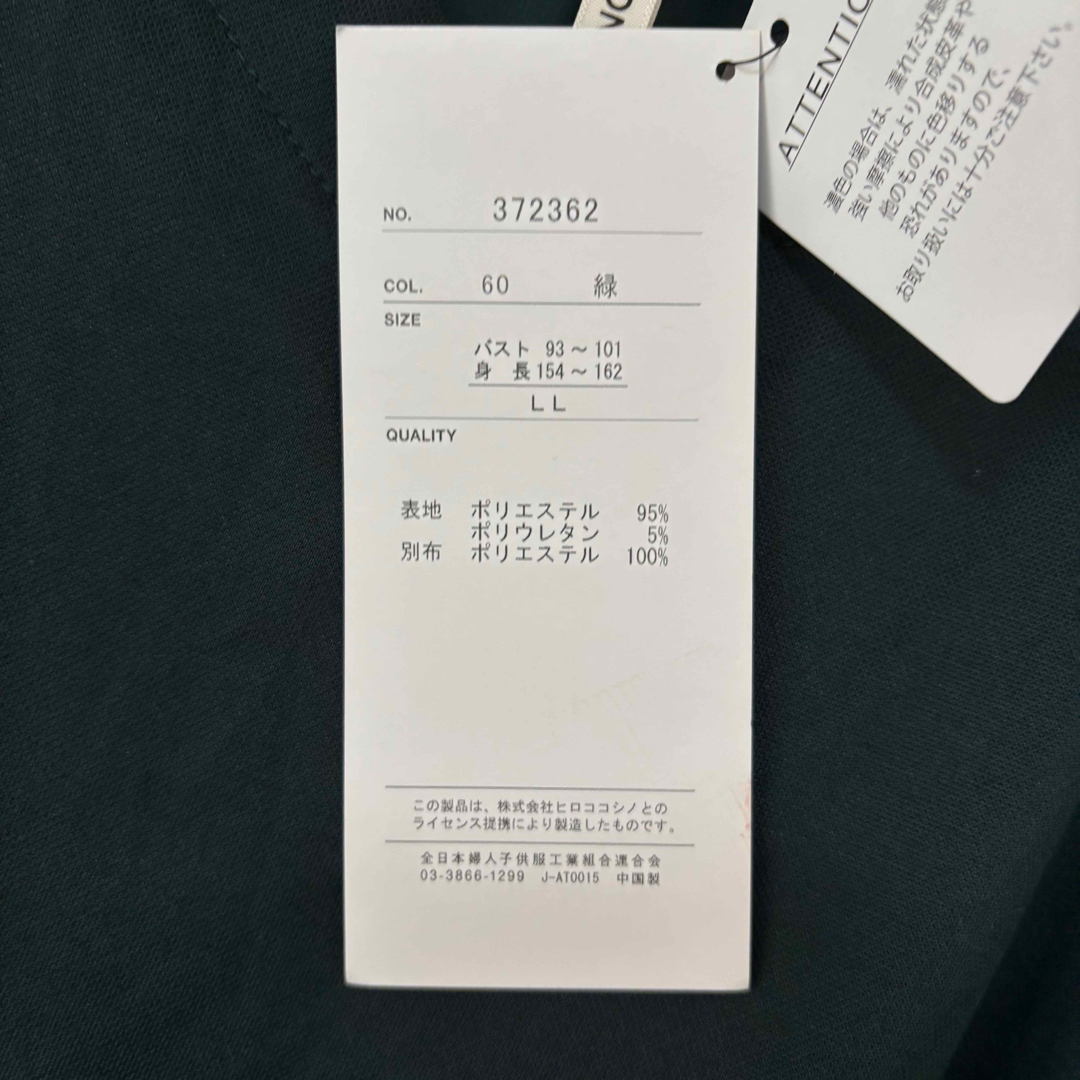 NO. 372362
COL. 60 緑
SIZE
バスト 93～101
身 長 154～162
LL
QUALITY
表地 ポリエステル 95%
ポリウレタン 5%
別布 ポリエステル 100%
この製品は、株式会社ヒロココシノとの
ライセンス提携により製造したものです。
全日本婦人子供服工業組合連合会
03-3866-1299 J-AT0015 中国製
濃色の場合は、濡れた状態
強い摩擦により合成皮革や
他のものに色移りする
恐れがありますので、
お取り扱いには十分ご注意下さい。